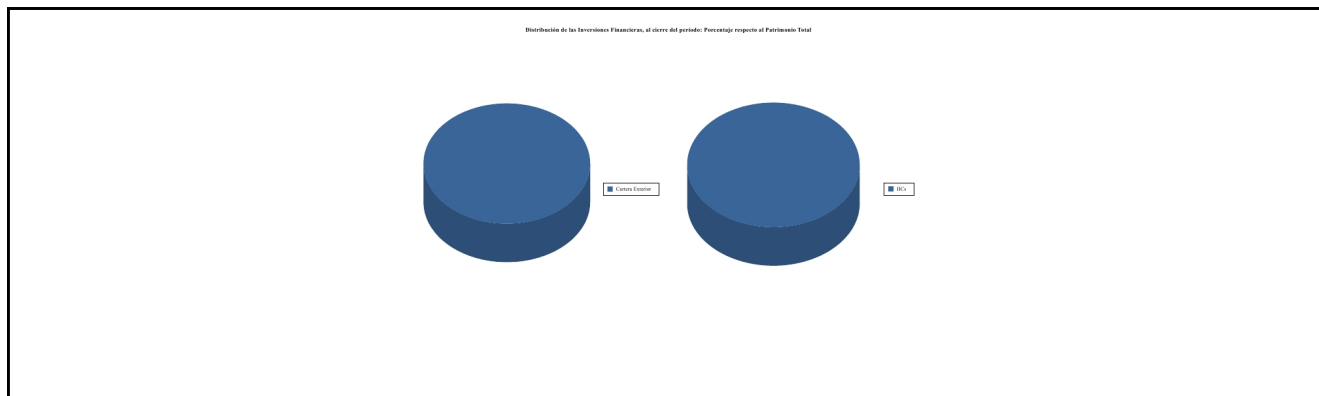 Distribución de las Inversiones Financieras, al cierre del período: Porcentaje respecto al Patrimonio Total
Cartera Exterior
IICs